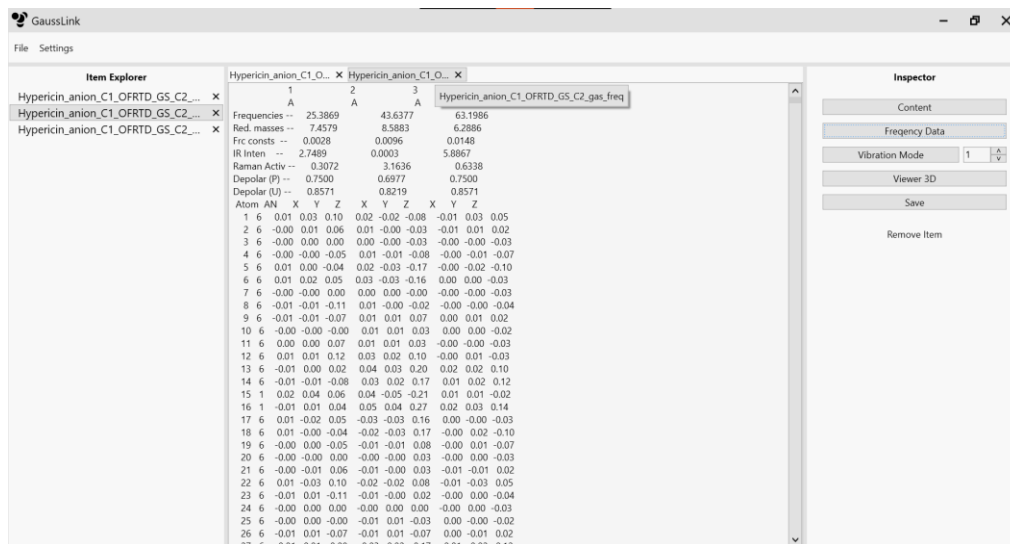 GaussLink
File Settings
Item Explorer
Hypericin_anion_C1_OFRTD_GS_C2_...
Hypericin_anion_C1_OFRTD_GS_C2_...
Hypericin_anion_C1_OFRTD_GS_C2_...
Hypericin_anion_C1_O... Hypericin_anion_C1_O...
Hypericin_anion_C1_OFRTD_GS_C2_gas_freq
1 2 3
A A A
Frequencies -- 25.3869 43.6377 63.1986
Red. masses -- 7.4579 8.5883 6.2886
Frc consts -- 0.0028 0.0096 0.0148
IR Inten -- 2.7489 0.0003 5.8867
Raman Activ -- 0.3072 3.1636 0.6338
Depolar (P) -- 0.7500 0.6977 0.7500
Depolar (U) -- 0.8571 0.8219 0.8571
Atom AN X Y Z X Y Z X Y Z
1 6 0.01 0.03 0.10 0.02 -0.02 -0.08 -0.01 0.03 0.05
2 6 -0.00 0.01 0.06 0.01 -0.00 -0.03 -0.01 0.01 0.02
3 6 -0.00 0.00 0.00 0.00 -0.00 -0.03 -0.00 -0.00 -0.03
4 6 -0.00 -0.00 -0.05 0.01 -0.01 -0.08 -0.00 -0.01 -0.07
5 6 0.01 0.00 -0.04 0.02 -0.03 -0.17 -0.00 -0.02 -0.10
6 6 0.01 0.02 0.05 0.03 -0.03 -0.16 0.00 0.00 -0.03
7 6 -0.00 -0.00 0.00 0.00 0.00 -0.00 -0.00 -0.00 -0.03
8 6 -0.01 -0.01 -0.11 0.01 -0.00 -0.02 -0.00 -0.00 -0.04
9 6 -0.01 -0.01 -0.07 0.01 0.01 0.07 0.00 0.01 0.02
10 6 -0.00 -0.00 -0.00 0.01 0.01 0.03 0.00 0.00 -0.02
11 6 0.00 0.00 0.07 0.01 0.01 0.03 -0.00 -0.00 -0.03
12 6 0.01 0.01 0.12 0.03 0.02 0.10 -0.00 0.01 -0.03
13 6 -0.01 0.00 0.02 0.04 0.03 0.20 0.02 0.02 0.10
14 6 -0.01 -0.01 -0.08 0.03 0.02 0.17 0.01 0.02 0.12
15 1 0.02 0.04 0.06 0.04 -0.05 -0.21 0.01 0.01 -0.02
16 1 -0.01 0.01 0.04 0.05 0.04 0.27 0.02 0.03 0.14
17 6 0.01 -0.02 0.05 -0.03 -0.03 0.16 0.00 -0.00 -0.03
18 6 0.01 -0.00 -0.04 -0.02 -0.03 0.17 -0.00 0.02 -0.10
19 6 -0.00 0.00 -0.05 -0.01 -0.01 0.08 -0.00 0.01 -0.07
20 6 -0.00 -0.00 0.00 -0.00 -0.00 0.03 -0.00 0.00 -0.03
21 6 -0.00 -0.01 0.06 -0.01 -0.00 0.03 -0.01 -0.01 0.02
22 6 0.01 -0.03 0.10 -0.02 -0.02 0.08 -0.01 -0.03 0.05
23 6 -0.01 0.01 -0.11 -0.01 -0.00 0.02 -0.00 0.00 -0.04
24 6 -0.00 0.00 0.00 -0.00 0.00 0.00 -0.00 0.00 -0.03
25 6 -0.00 0.00 -0.00 -0.01 0.01 -0.03 0.00 -0.00 -0.02
26 6 -0.01 0.01 -0.07 -0.01 0.01 -0.07 0.00 -0.01 0.02
Inspector
Content
Freqency Data
Vibration Mode 1
Viewer 3D
Save
Remove Item